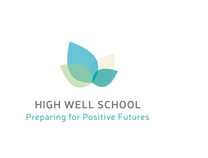 HIGH WELL SCHOOL
Preparing for Positive Futures